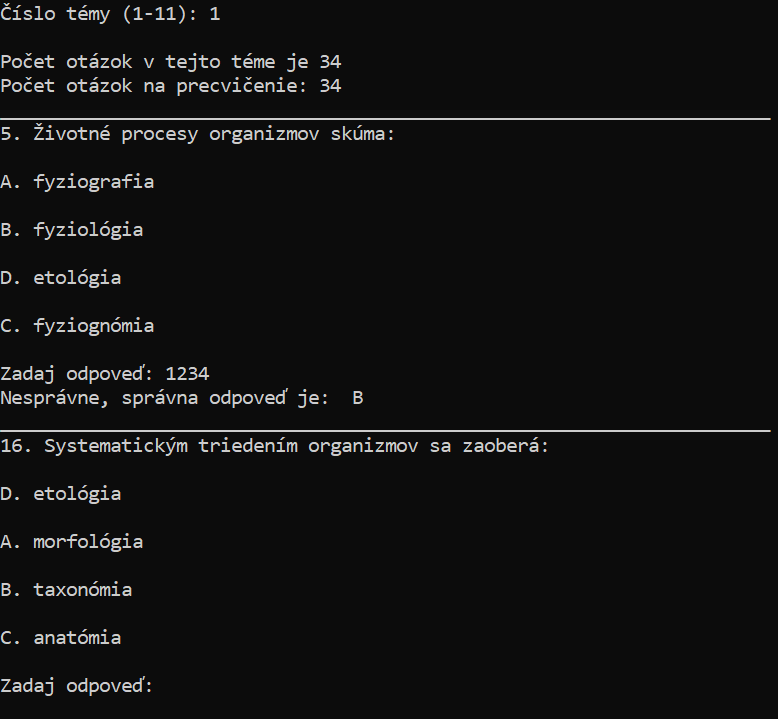 Číslo témy (1-11): 1
Počet otázok v tejto téme je 34
Počet otázok na precvičenie: 34
5. Životné procesy organizmov skúma:
A. fyziografia
B. fyziológia
D. etológia
C. fyziognómia
Zadaj odpoveď: 1234
Nesprávne, správna odpoveď je:  B
16. Systematickým triedením organizmov sa zaoberá:
D. etológia
A. morfológia
B. taxonómia
C. anatómia
Zadaj odpoveď: